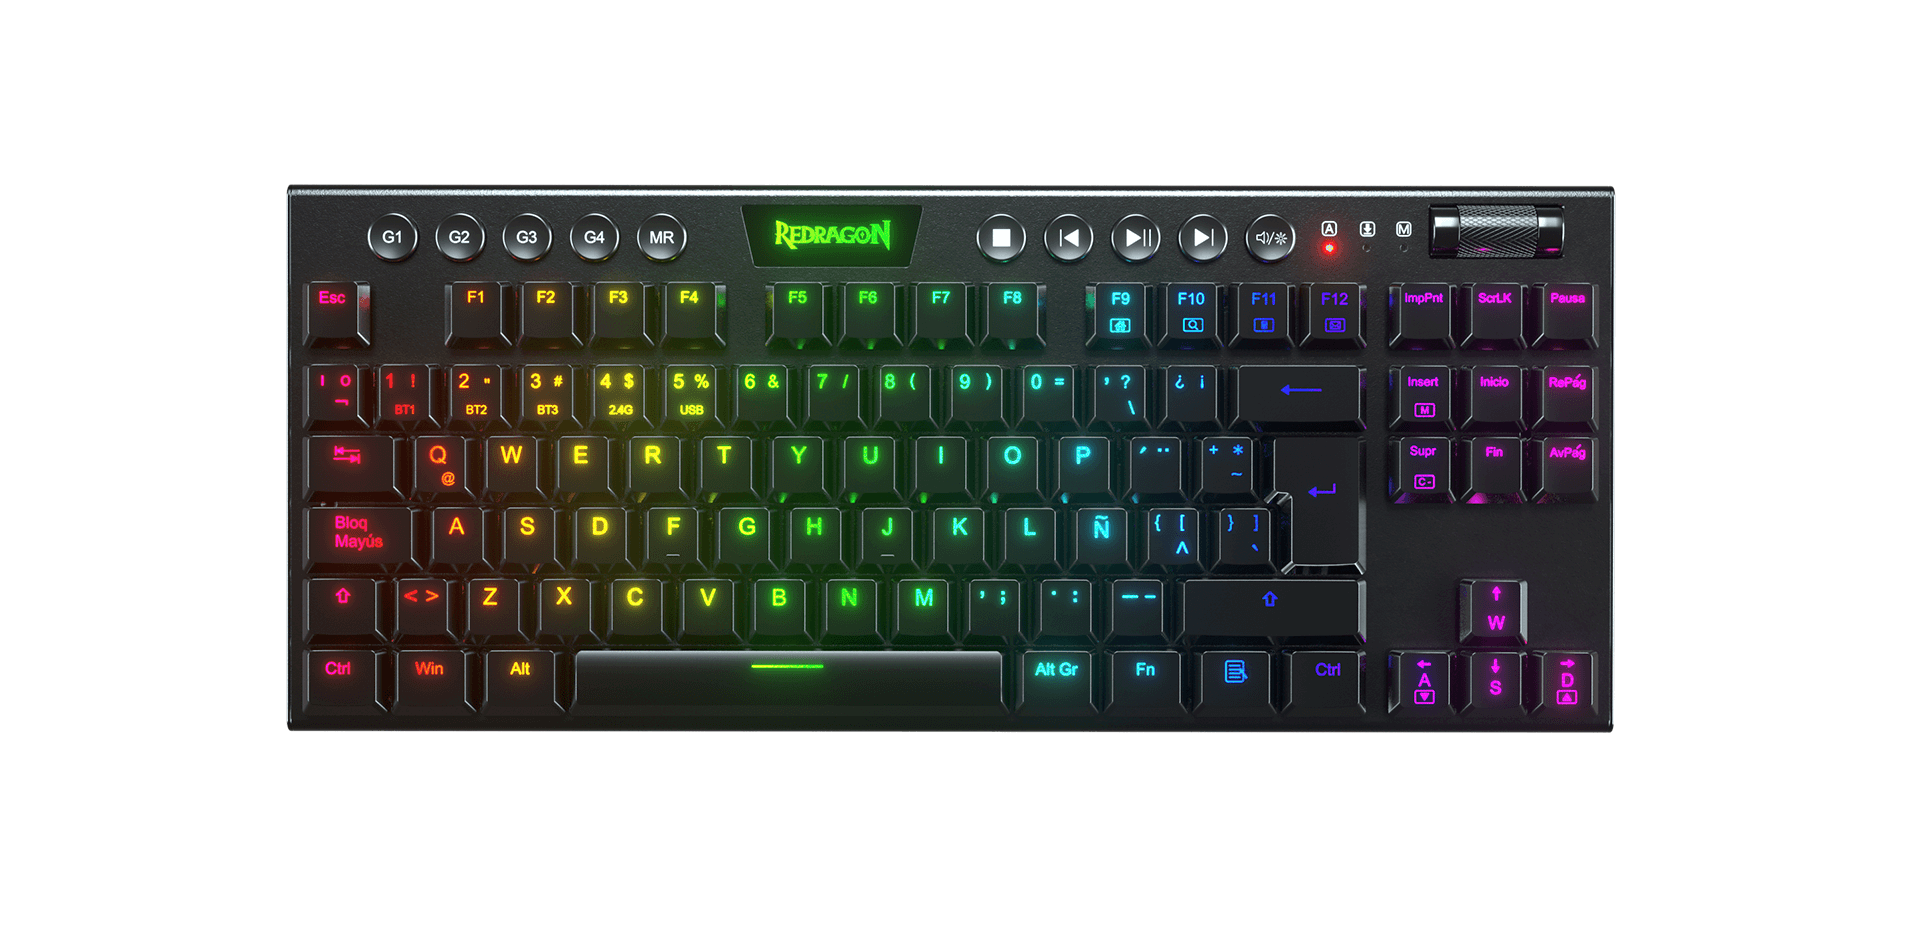 G1 G2 G3 G4 MR REDRAGON A M
Esc F1 F2 F3 F4 F5 F6 F7 F8 F9 F10 F11 F12 ImpPnt ScrLK Pausa
| O 1 ! 2 " 3 # 4 $ 5 % 6 & 7 / 8 ( 9 ) 0 = ' ? ¿ ¡ Insert Inicio RePág
¬ BT1 BT2 BT3 2.4G USB \ M
Q W E R T Y U I O P ´ ¨ + * Supr Fin AvPág
@ ~ C-
Bloq A S D F G H J K L Ñ { [ } ]
Mayús ^ `
< > Z X C V B N M , ; . : - _ W
Ctrl Win Alt Alt Gr Fn Ctrl A S D